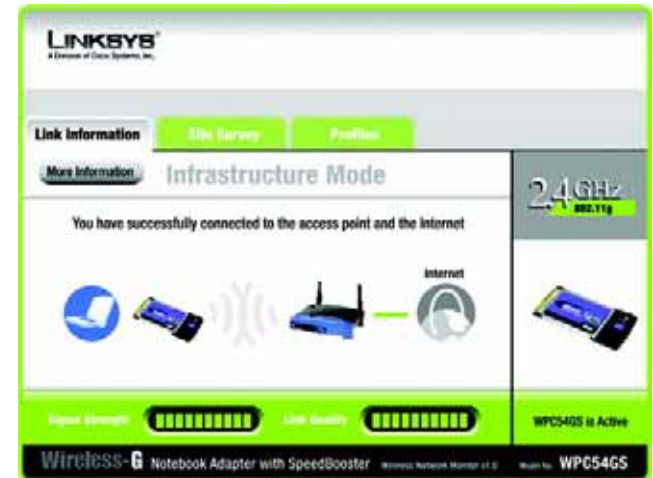 LINKSYS®
A Division of Cisco Systems, Inc.
Link Information
Site Survey
Profiles
More Information
Infrastructure Mode
2.4 GHz
802.11g
You have successfully connected to the access point and the Internet
Internet
Signal Strength
Link Quality
WPC54GS is Active
Wireless-G Notebook Adapter with SpeedBooster Wireless Network Monitor v1.0 Model No. WPC54GS